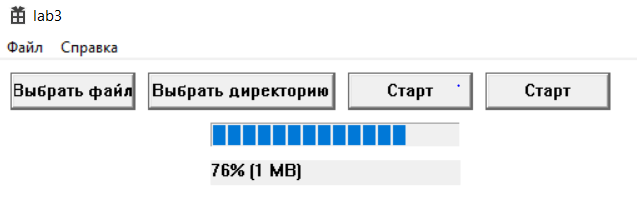 lab3
Файл Справка
Выбрать файл Выбрать директорию Старт Старт
76% (1 MB)